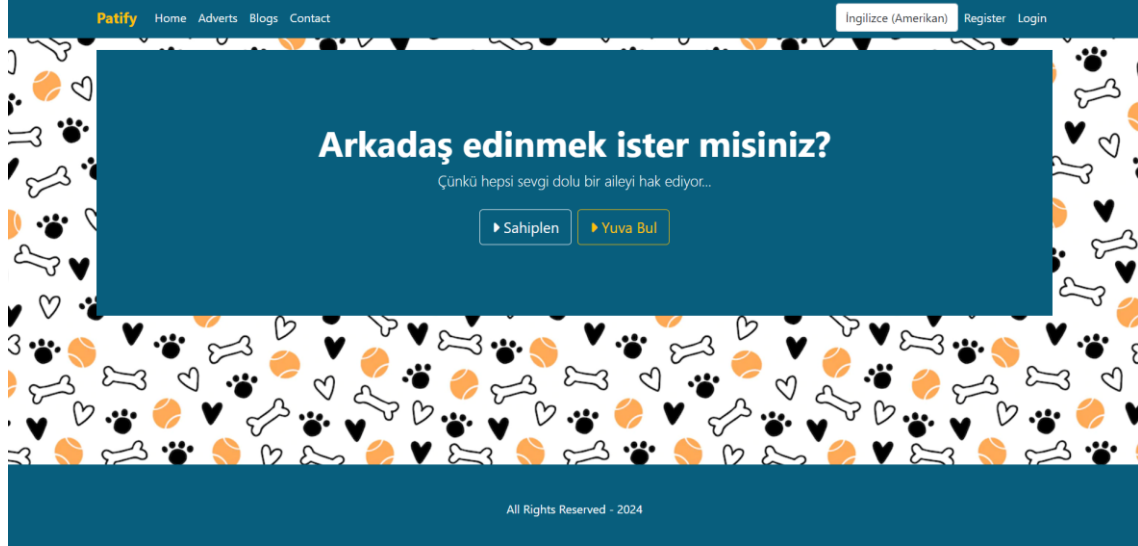 Patify Home Adverts Blogs Contact İngilizce (Amerikan) Register Login
Arkadaş edinmek ister misiniz?
Çünkü hepsi sevgi dolu bir aileyi hak ediyor...
Sahiplen Yuva Bul
All Rights Reserved - 2024